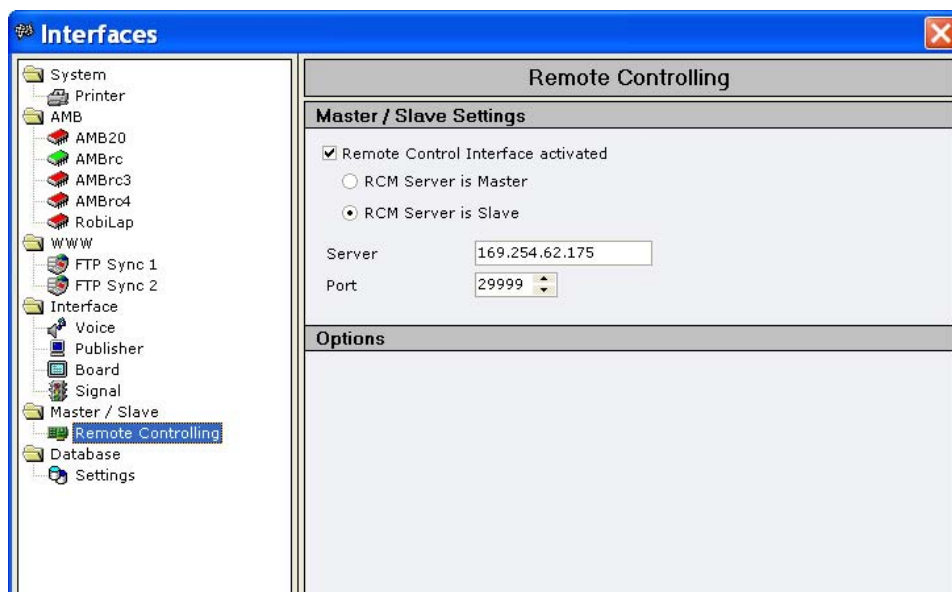 Interfaces
System
Printer
AMB
AMB20
AMBrc
AMBrc3
AMBrc4
RobiLap
WWW
FTP Sync 1
FTP Sync 2
Interface
Voice
Publisher
Board
Signal
Master / Slave
Remote Controlling
Database
Settings
Remote Controlling
Master / Slave Settings
Remote Control Interface activated
RCM Server is Master
RCM Server is Slave
Server 169.254.62.175
Port 29999
Options